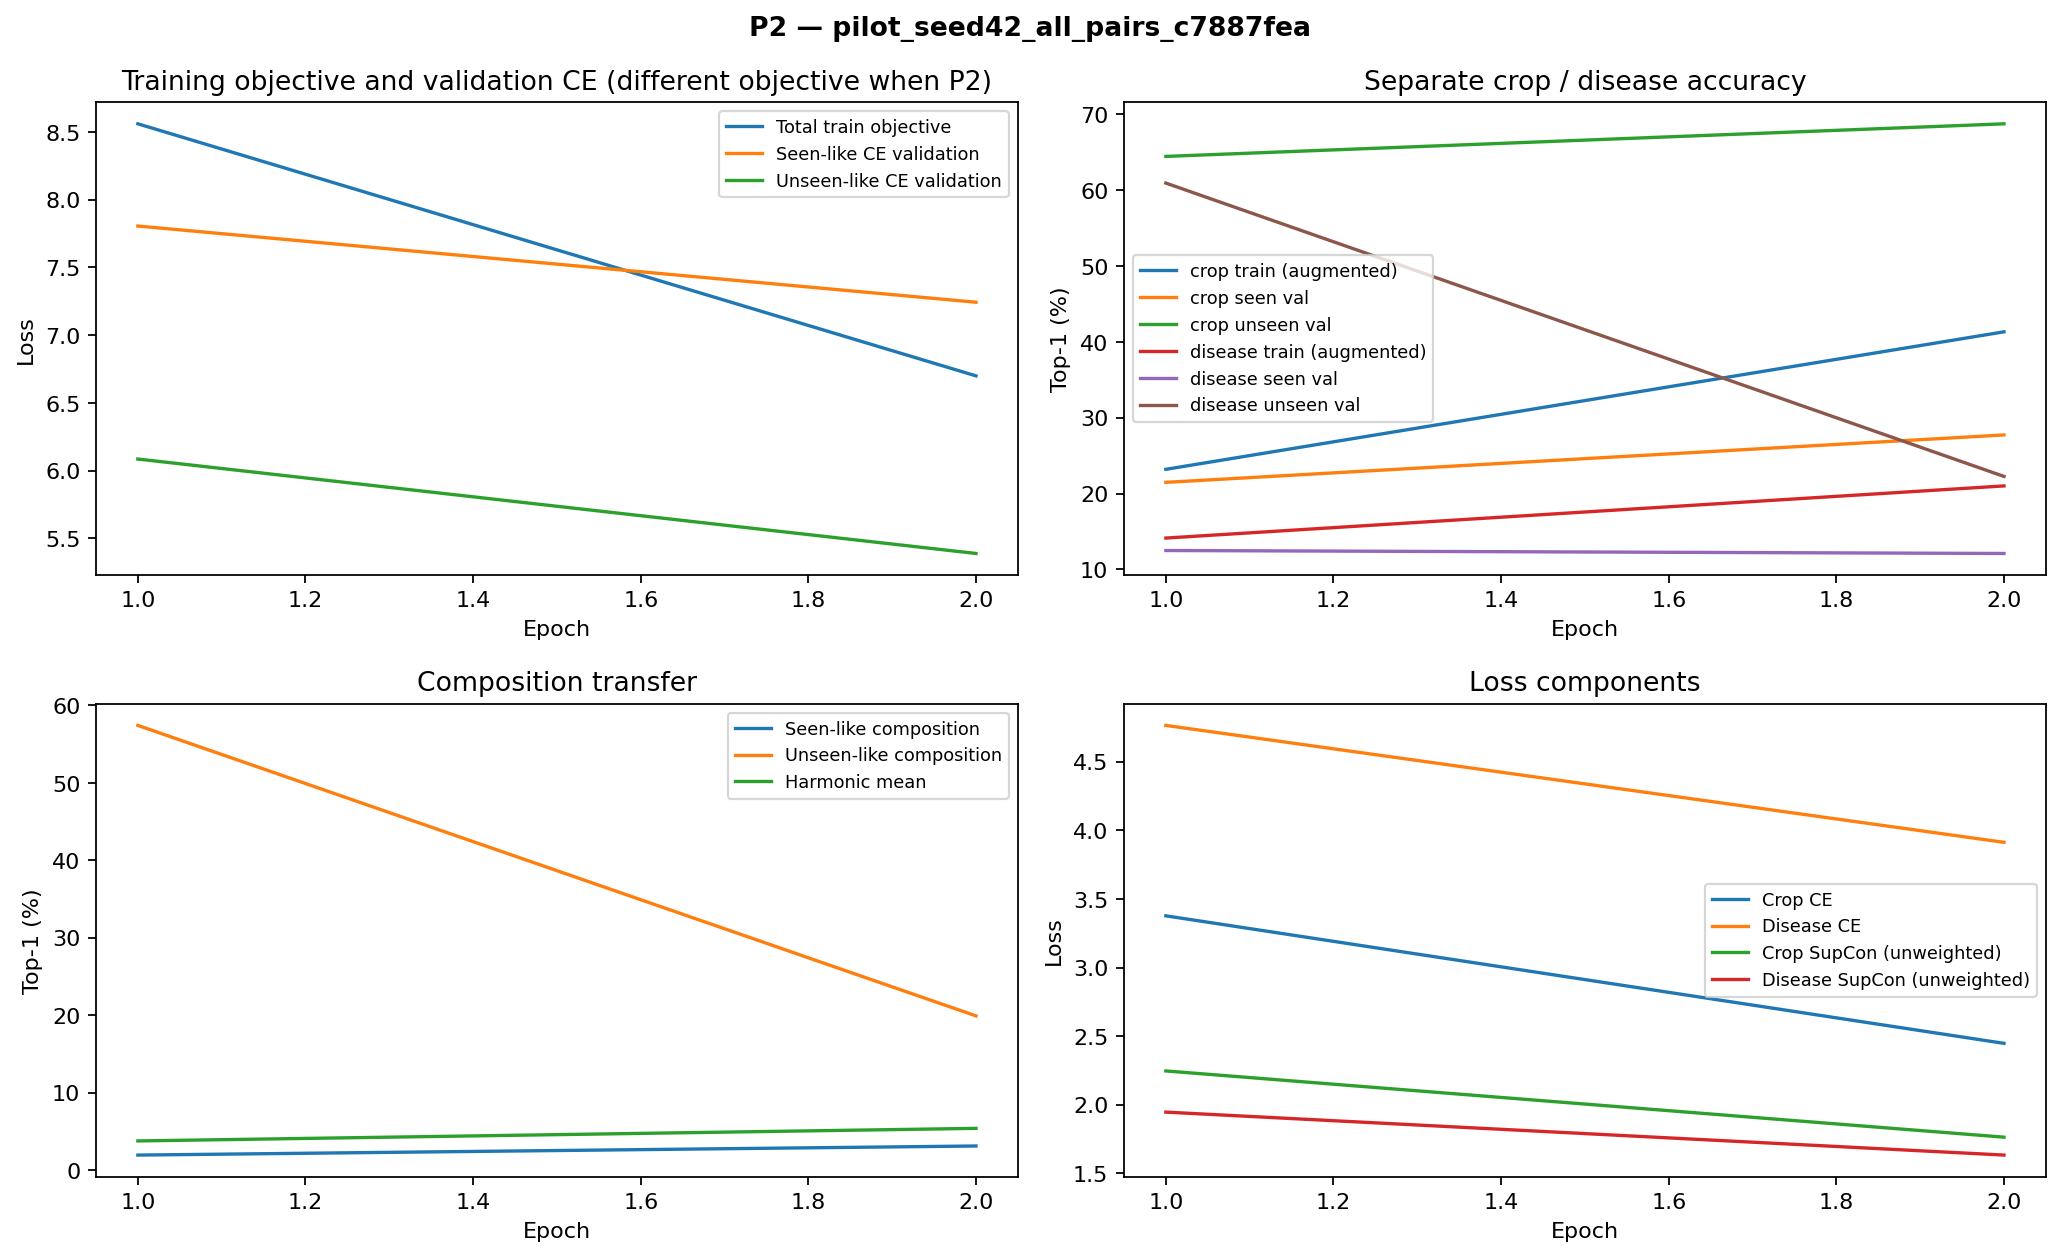 P2 — pilot_seed42_all_pairs_c7887fea
Training objective and validation CE (different objective when P2)
8.5
8.0
7.5
7.0
6.5
6.0
5.5
Loss
Total train objective
Seen-like CE validation
Unseen-like CE validation
1.0 1.2 1.4 1.6 1.8 2.0
Epoch
Separate crop / disease accuracy
70
60
50
40
30
20
10
Top-1 (%)
crop train (augmented)
crop seen val
crop unseen val
disease train (augmented)
disease seen val
disease unseen val
1.0 1.2 1.4 1.6 1.8 2.0
Epoch
Composition transfer
60
50
40
30
20
10
0
Top-1 (%)
Seen-like composition
Unseen-like composition
Harmonic mean
1.0 1.2 1.4 1.6 1.8 2.0
Epoch
Loss components
4.5
4.0
3.5
3.0
2.5
2.0
1.5
Loss
Crop CE
Disease CE
Crop SupCon (unweighted)
Disease SupCon (unweighted)
1.0 1.2 1.4 1.6 1.8 2.0
Epoch